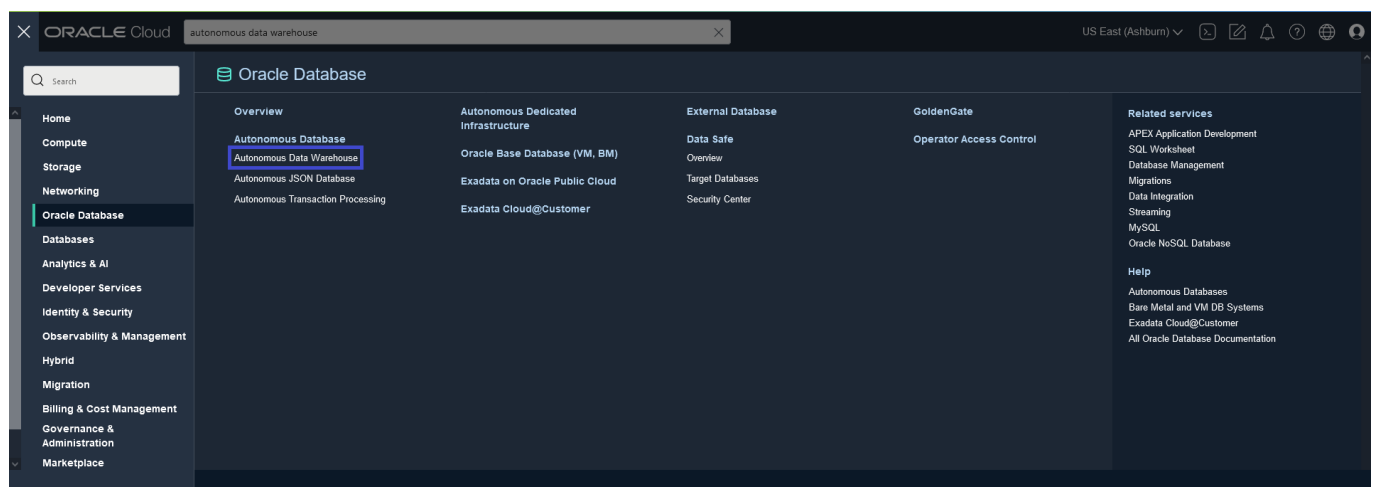 ORACLE Cloud
autonomous data warehouse
US East (Ashburn)
Search
Home
Compute
Storage
Networking
Oracle Database
Databases
Analytics & AI
Developer Services
Identity & Security
Observability & Management
Hybrid
Migration
Billing & Cost Management
Governance &
Administration
Marketplace
Oracle Database
Overview
Autonomous Database
Autonomous Data Warehouse
Autonomous JSON Database
Autonomous Transaction Processing
Autonomous Dedicated
Infrastructure
Oracle Base Database (VM, BM)
Exadata on Oracle Public Cloud
Exadata Cloud@Customer
External Database
Data Safe
Overview
Target Databases
Security Center
GoldenGate
Operator Access Control
Related services
APEX Application Development
SQL Worksheet
Database Management
Migrations
Data Integration
Streaming
MySQL
Oracle NoSQL Database
Help
Autonomous Databases
Bare Metal and VM DB Systems
Exadata Cloud@Customer
All Oracle Database Documentation